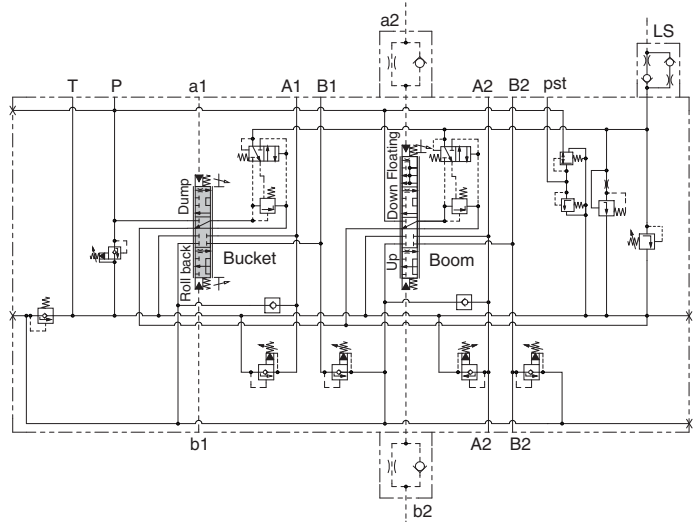 a2
LS
T
P
a1
A1
B1
A2
B2
pst
Dump
Roll back
Bucket
Down Floating
Up
Boom
b1
A2
B2
b2